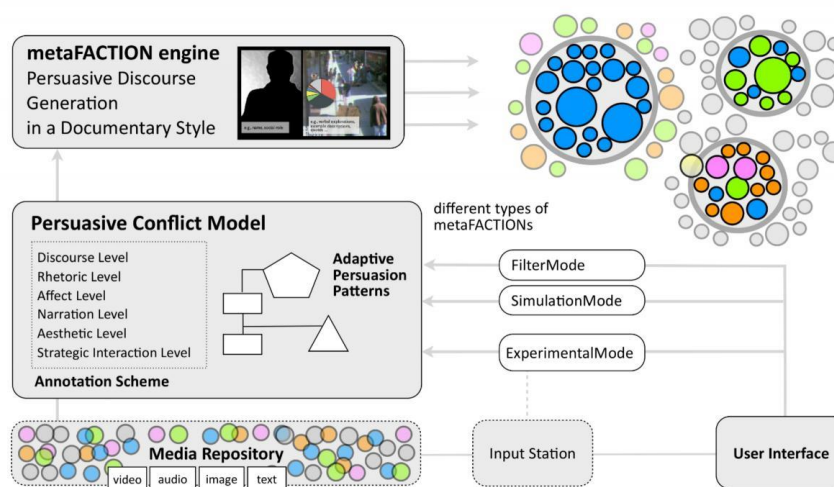 metaFACTION engine
Persuasive Discourse
Generation
in a Documentary Style
different types of
metaFACTIONs
Persuasive Conflict Model
Discourse Level
Rhetoric Level
Affect Level
Narration Level
Aesthetic Level
Strategic Interaction Level
Annotation Scheme
Adaptive
Persuasion
Patterns
FilterMode
SimulationMode
ExperimentalMode
Media Repository
video
audio
image
text
Input Station
User Interface